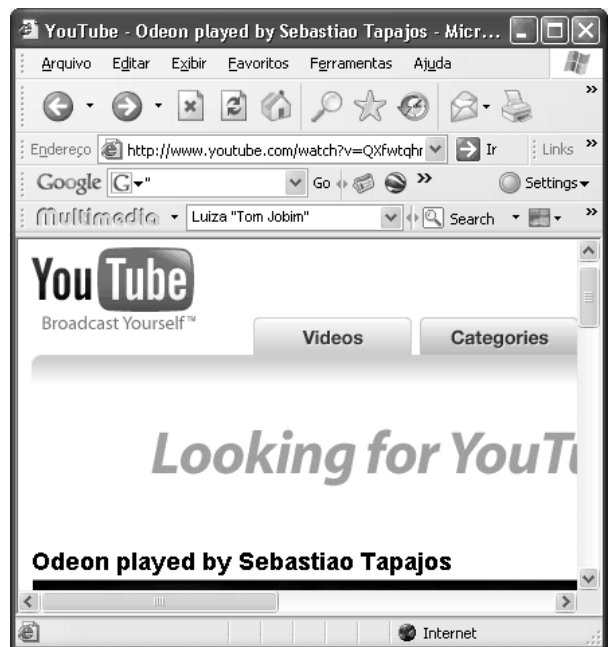 YouTube - Odeon played by Sebastiao Tapajos - Micr...
Arquivo Editar Exibir Favoritos Ferramentas Ajuda
Endereço http://www.youtube.com/watch?v=QXfwtqhr Ir Links
Google G "  Go Settings
Multimedia Luiza "Tom Jobim" Search
YouTube
Broadcast Yourself™
Videos Categories
Looking for YouTu
Odeon played by Sebastiao Tapajos
Internet